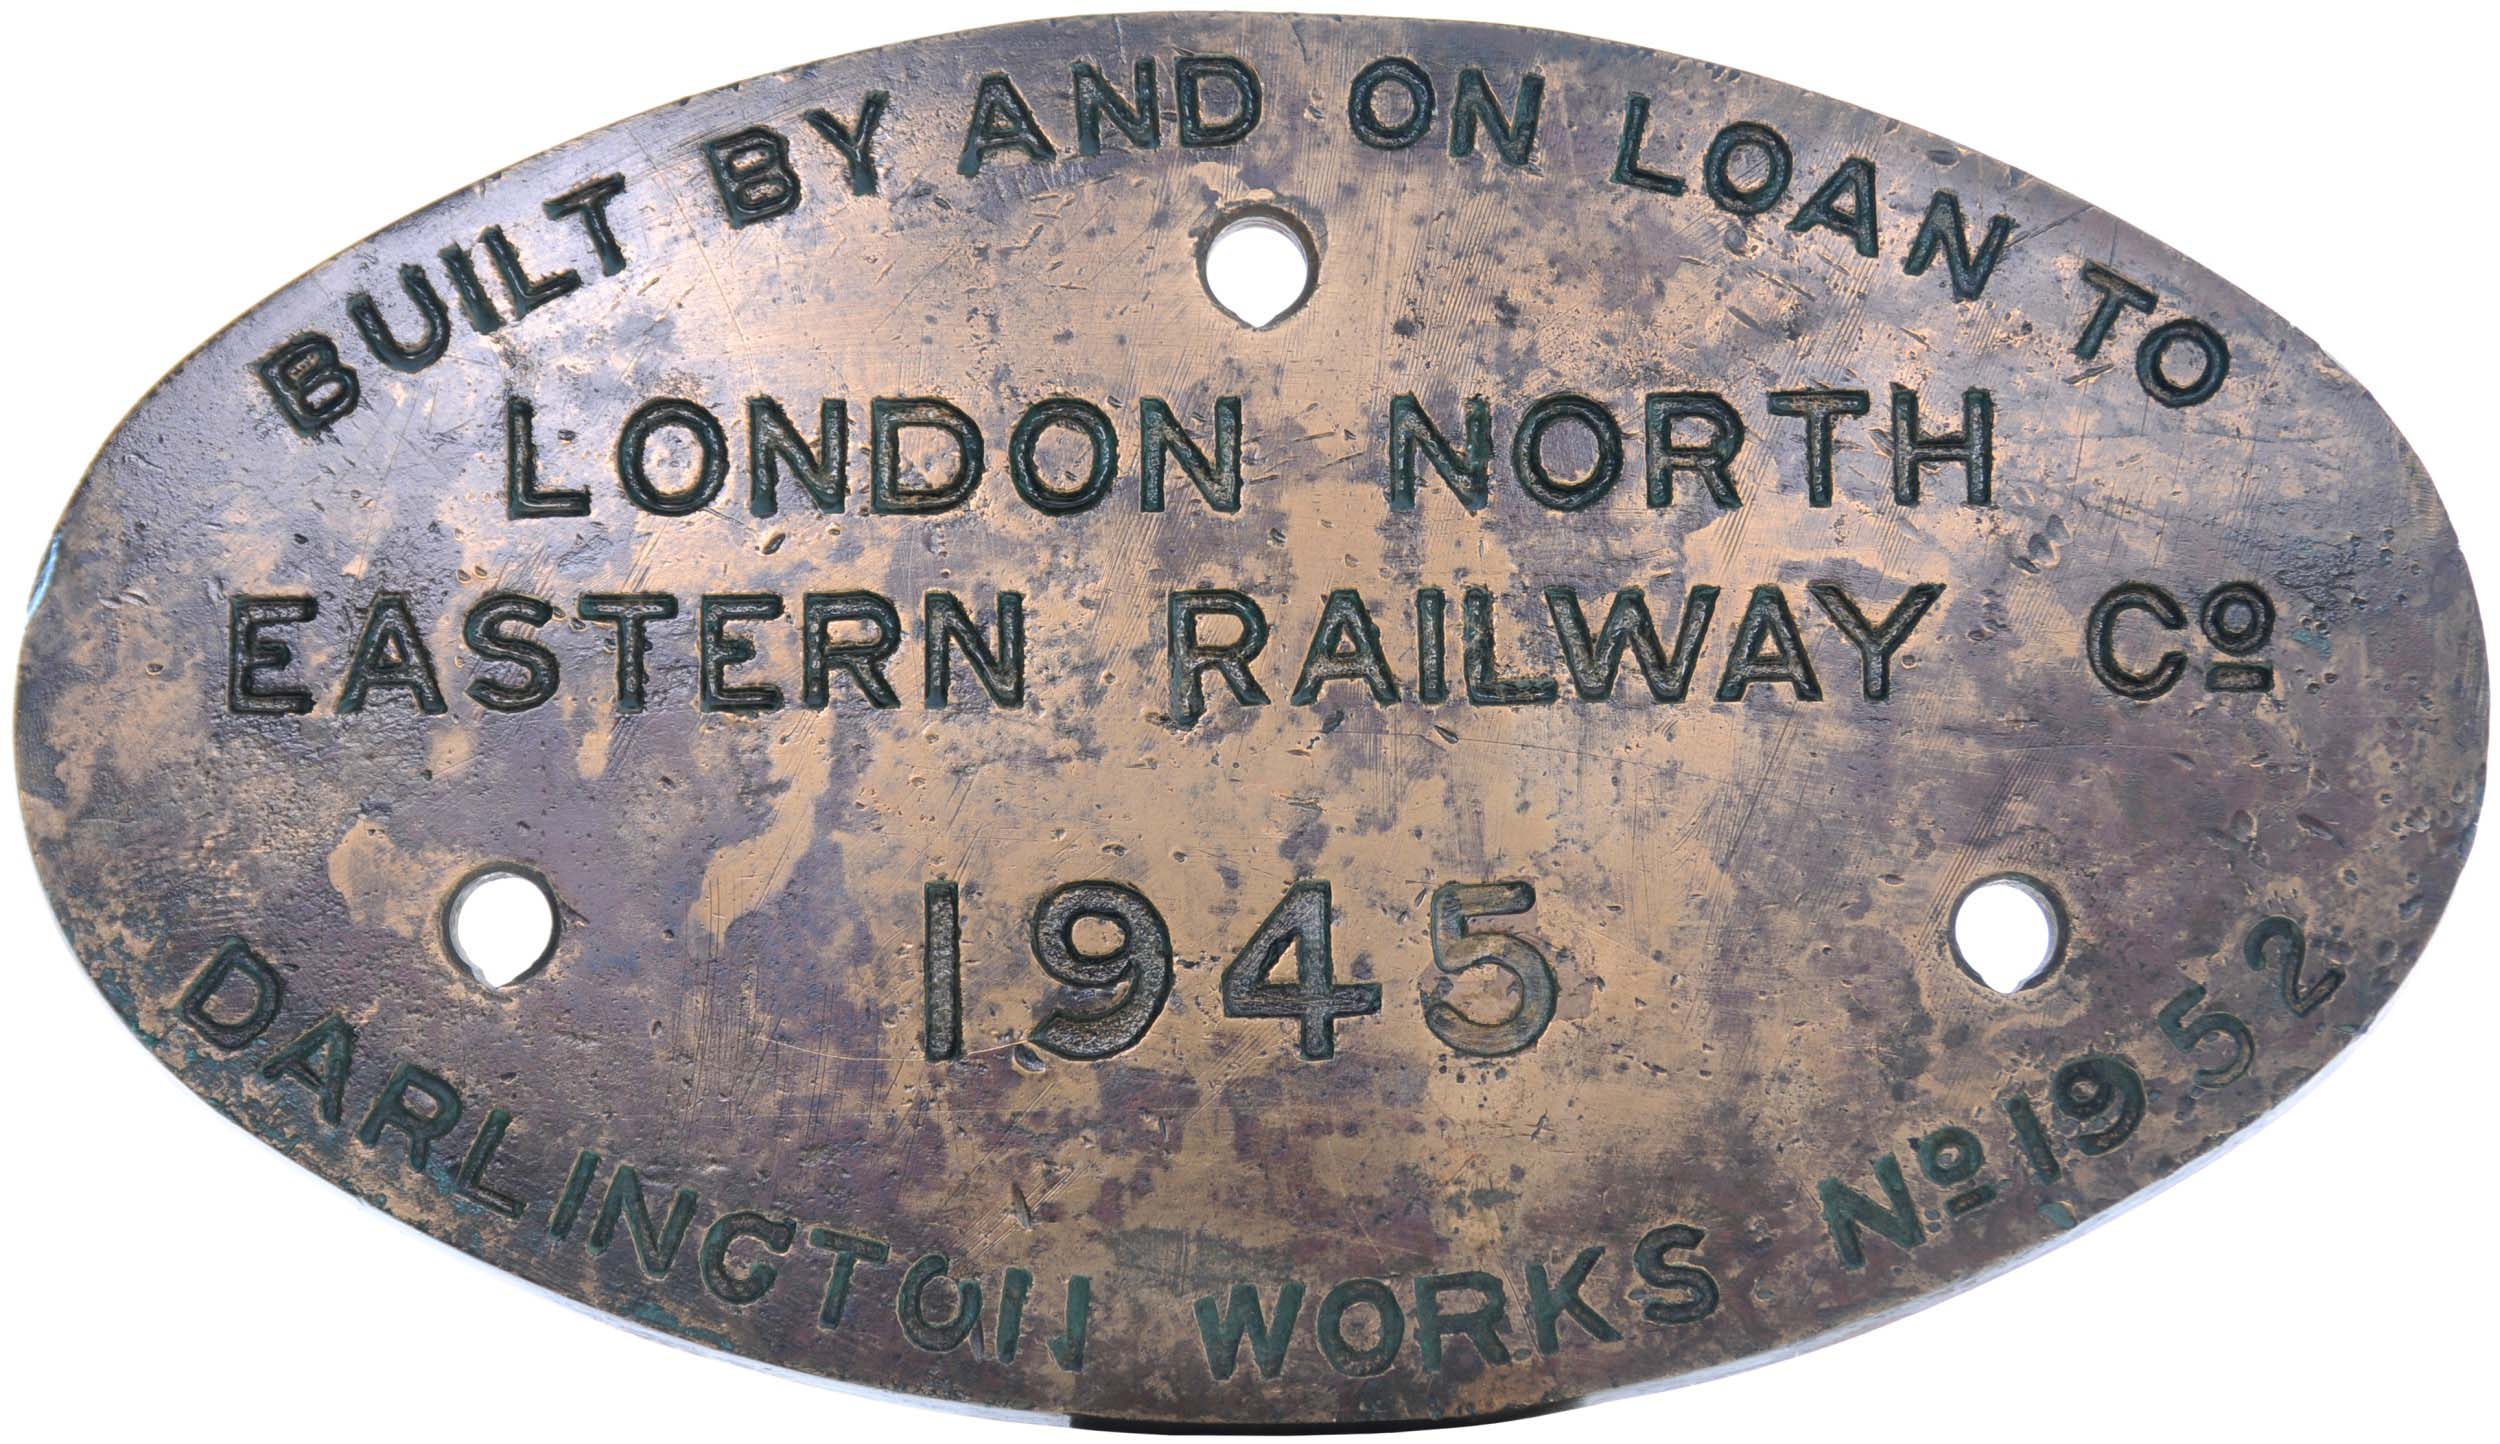 BUILT BY AND ON LOAN TO
LONDON NORTH
EASTERN RAILWAY Cº
1945
DARLINGTON WORKS Nº 1952